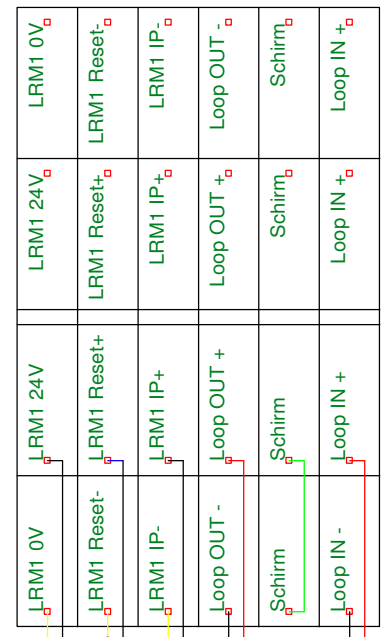 LRM1 0V
LRM1 Reset-
LRM1 IP-
Loop OUT -
Schirm
Loop IN +
LRM1 24V
LRM1 Reset+
LRM1 IP+
Loop OUT +
Schirm
Loop IN +
LRM1 24V
LRM1 Reset+
LRM1 IP+
Loop OUT +
Schirm
Loop IN +
LRM1 0V
LRM1 Reset-
LRM1 IP-
Loop OUT -
Schirm
Loop IN -